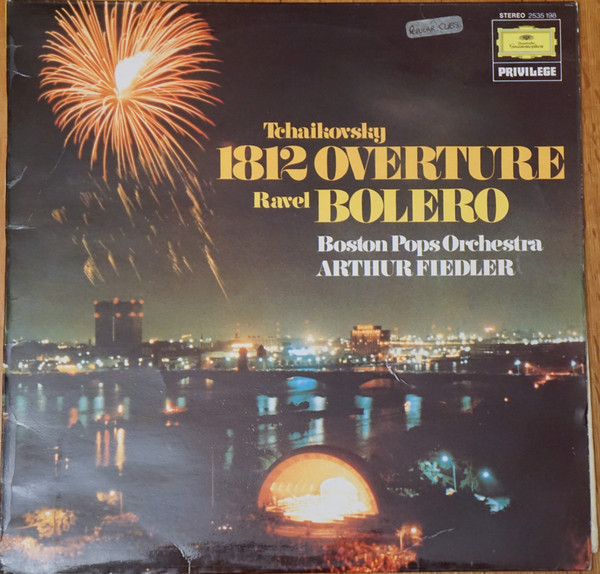 STEREO 2535 198
Deutsche
Grammophon
PRIVILEGE
Tchaikovsky
1812 OVERTURE
Ravel BOLERO
Boston Pops Orchestra
ARTHUR FIEDLER